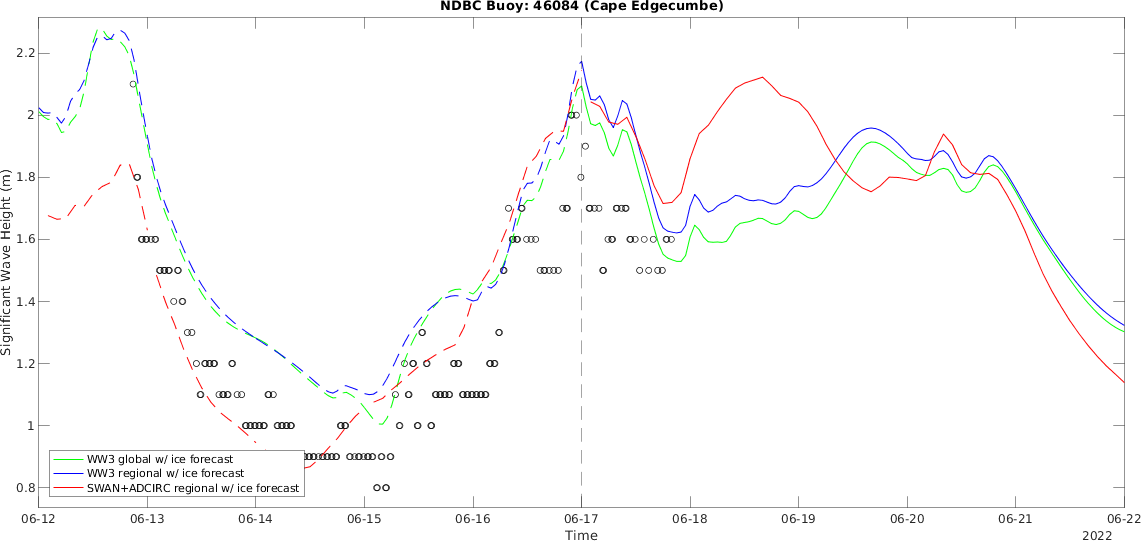 NDBC Buoy: 46084 (Cape Edgecumbe)
Significant Wave Height (m)
2.2
2
1.8
1.6
1.4
1.2
1
0.8
WW3 global w/ ice forecast
WW3 regional w/ ice forecast
SWAN+ADCIRC regional w/ ice forecast
06-12 06-13 06-14 06-15 06-16 06-17 06-18 06-19 06-20 06-21 06-22
Time
2022